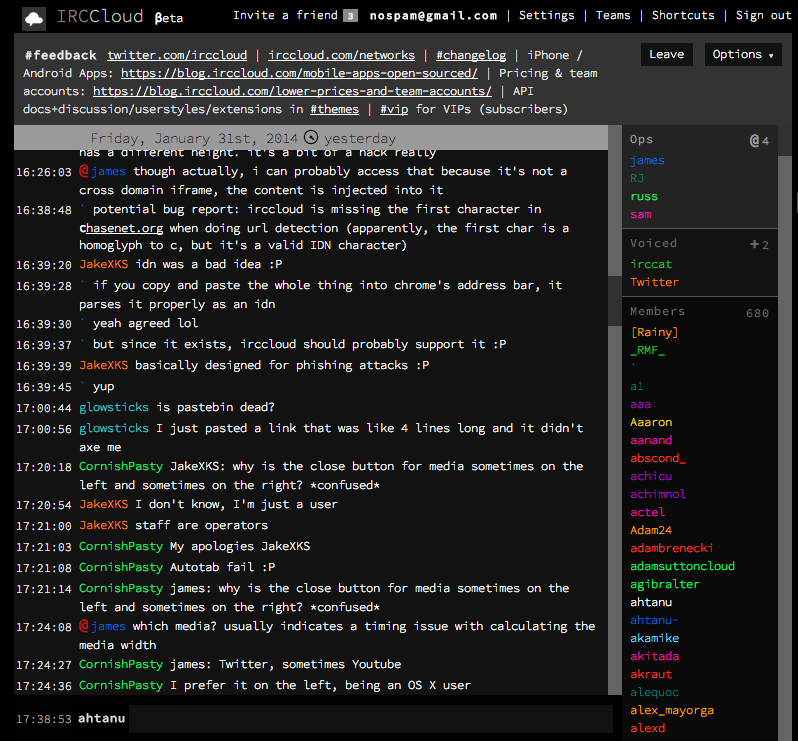 IRCCloud βeta
Invite a friend 3 nospam@gmail.com | Settings | Teams | Shortcuts | Sign out
#feedback twitter.com/irccloud | irccloud.com/networks | #changelog | iPhone /
Android Apps: https://blog.irccloud.com/mobile-apps-open-sourced/ | Pricing & team
accounts: https://blog.irccloud.com/lower-prices-and-team-accounts/ | API
docs+discussion/userstyles/extensions in #themes | #vip for VIPs (subscribers)
Leave
Options ▾
Friday, January 31st, 2014 yesterday
has a different height. it's a bit of a hack really
16:26:03 @james though actually, i can probably access that because it's not a
cross domain iframe, the content is injected into it
16:38:48 ` potential bug report: irccloud is missing the first character in
сhasenet.org when doing url detection (apparently, the first char is a
homoglyph to c, but it's a valid IDN character)
16:39:20 JakeXKS idn was a bad idea :P
16:39:28 ` if you copy and paste the whole thing into chrome's address bar, it
parses it properly as an idn
16:39:30 ` yeah agreed lol
16:39:37 ` but since it exists, irccloud should probably support it :P
16:39:39 JakeXKS basically designed for phishing attacks :P
16:39:45 ` yup
17:00:44 glowsticks is pastebin dead?
17:00:56 glowsticks I just pasted a link that was like 4 lines long and it didn't
axe me
17:20:18 CornishPasty JakeXKS: why is the close button for media sometimes on the
left and sometimes on the right? *confused*
17:20:54 JakeXKS I don't know, I'm just a user
17:21:00 JakeXKS staff are operators
17:21:03 CornishPasty My apologies JakeXKS
17:21:08 CornishPasty Autotab fail :P
17:21:14 CornishPasty james: why is the close button for media sometimes on the
left and sometimes on the right? *confused*
17:24:08 @james which media? usually indicates a timing issue with calculating the
media width
17:24:27 CornishPasty james: Twitter, sometimes Youtube
17:24:36 CornishPasty I prefer it on the left, being an OS X user
17:38:53 ahtanu
Ops @4
james
RJ
russ
sam
Voiced +2
irccat
Twitter
Members 680
[Rainy]
_RMF_
`
a1
aaa
Aaaron
aanand
abscond_
achicu
achimnol
actel
Adam24
adambrenecki
adamsuttoncloud
agibralter
ahtanu
ahtanu-
akamike
akitada
akraut
alequoc
alex_mayorga
alexd